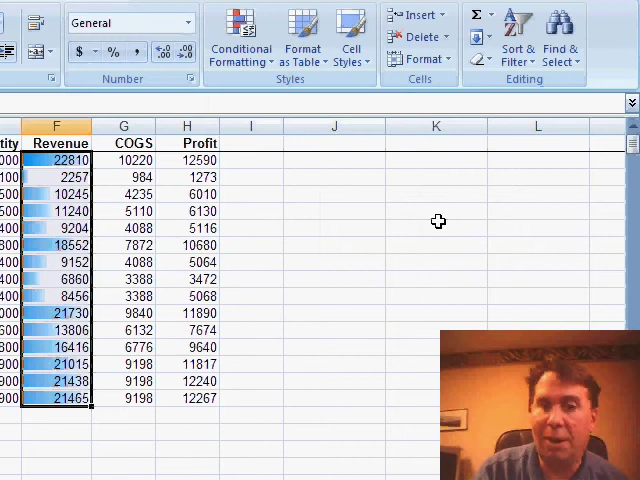 General
Conditional Formatting
Format as Table
Cell Styles
Insert
Delete
Format
Σ
Sort & Filter
Find & Select
$ % , .00 .0
Number
Styles
Cells
Editing
F G H I J K L
tity Revenue COGS Profit
000 22810 10220 12590
100 2257 984 1273
500 10245 4235 6010
500 11240 5110 6130
400 9204 4088 5116
800 18552 7872 10680
400 9152 4088 5064
400 6860 3388 3472
400 8456 3388 5068
000 21730 9840 11890
600 13806 6132 7674
800 16416 6776 9640
900 21015 9198 11817
900 21438 9198 12240
900 21465 9198 12267